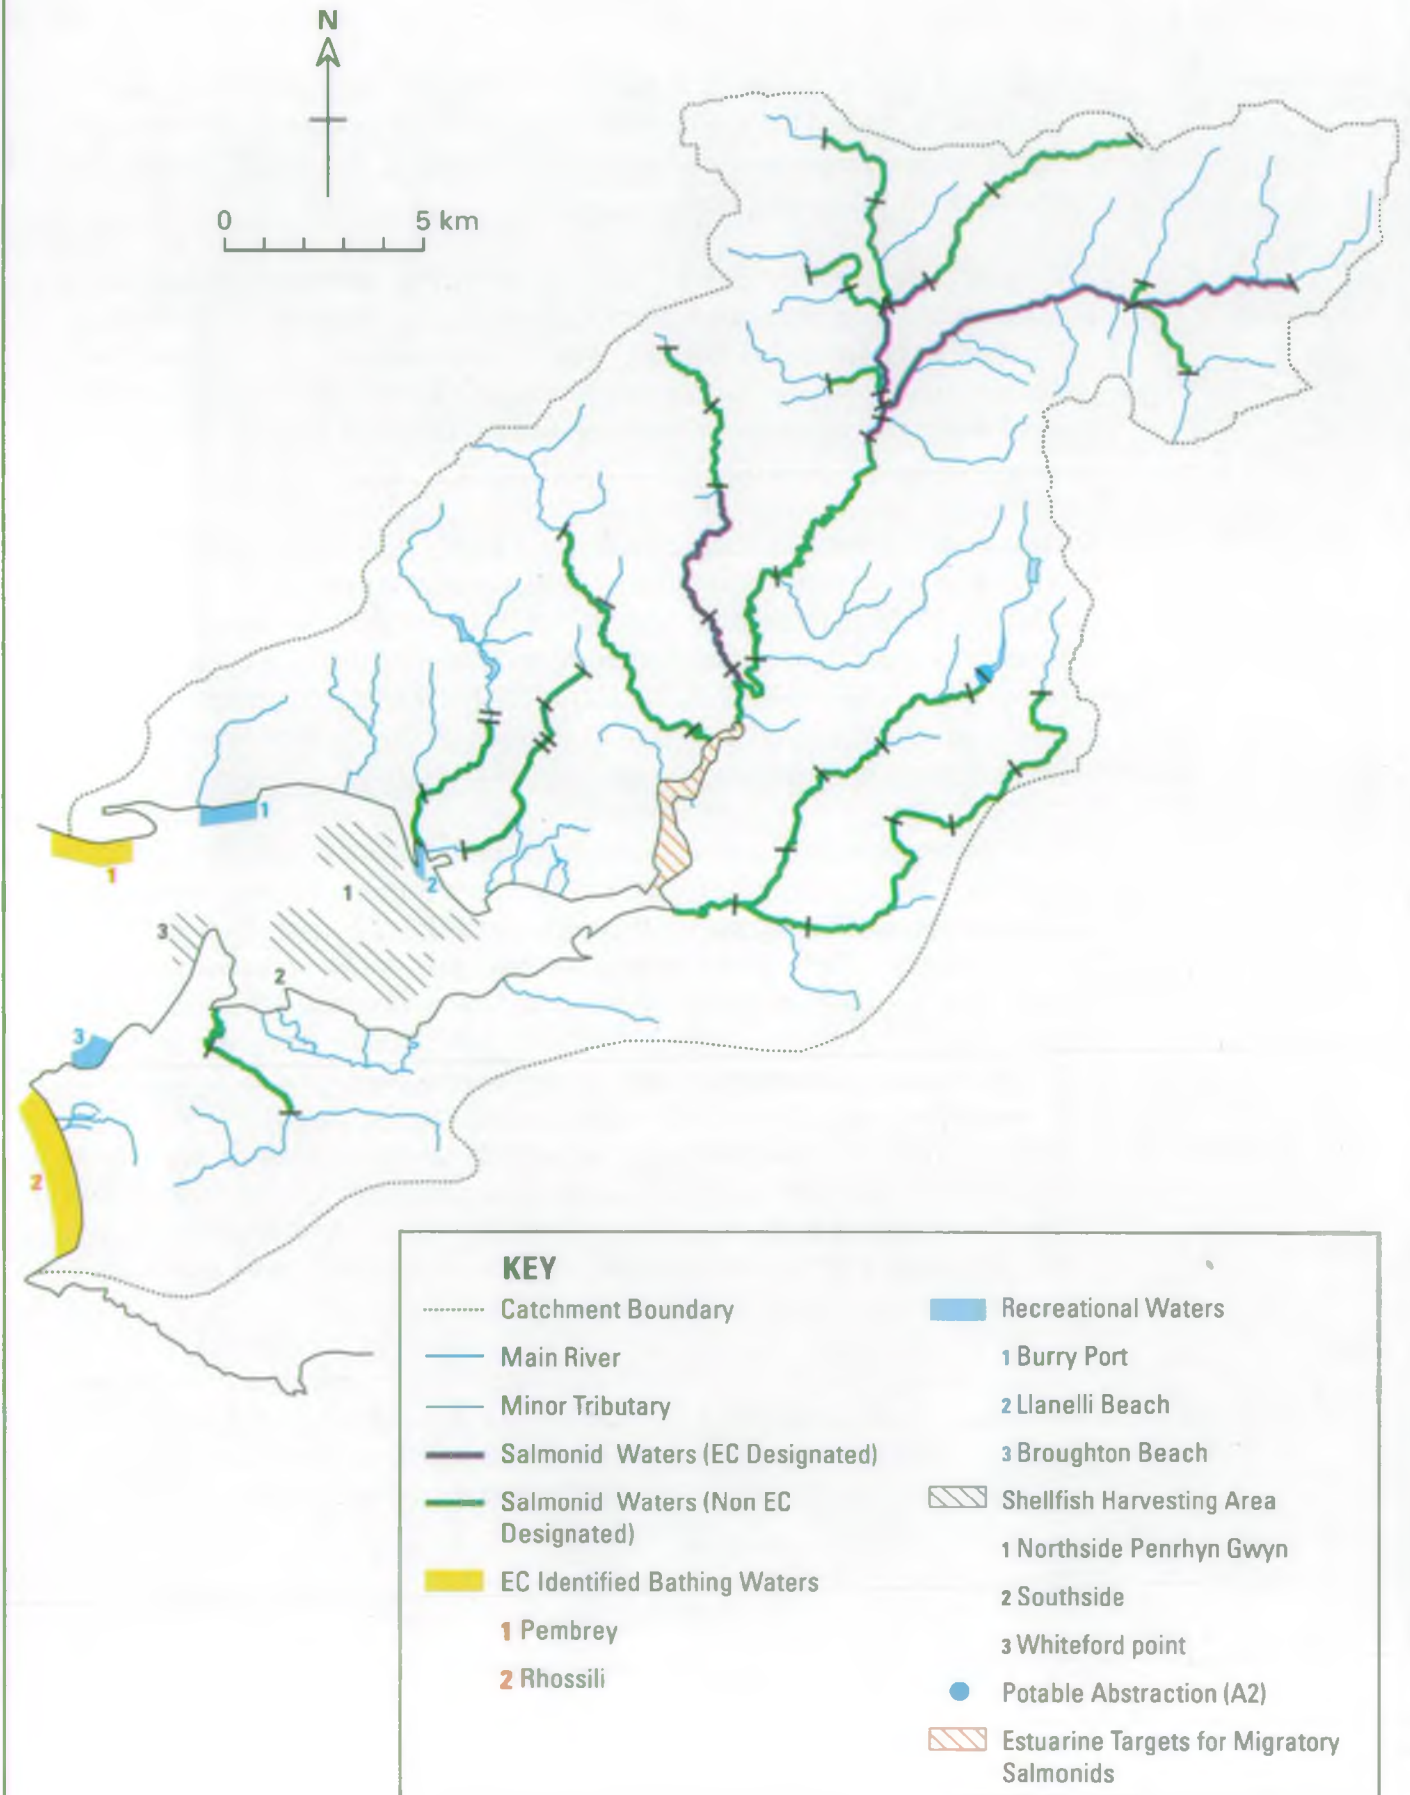 N
0 5 km
1
1
2
1
3
2
3
2
KEY
Catchment Boundary
Main River
Minor Tributary
Salmonid Waters (EC Designated)
Salmonid Waters (Non EC
Designated)
EC Identified Bathing Waters
1 Pembrey
2 Rhossili
Recreational Waters
1 Burry Port
2 Llanelli Beach
3 Broughton Beach
Shellfish Harvesting Area
1 Northside Penrhyn Gwyn
2 Southside
3 Whiteford point
Potable Abstraction (A2)
Estuarine Targets for Migratory
Salmonids